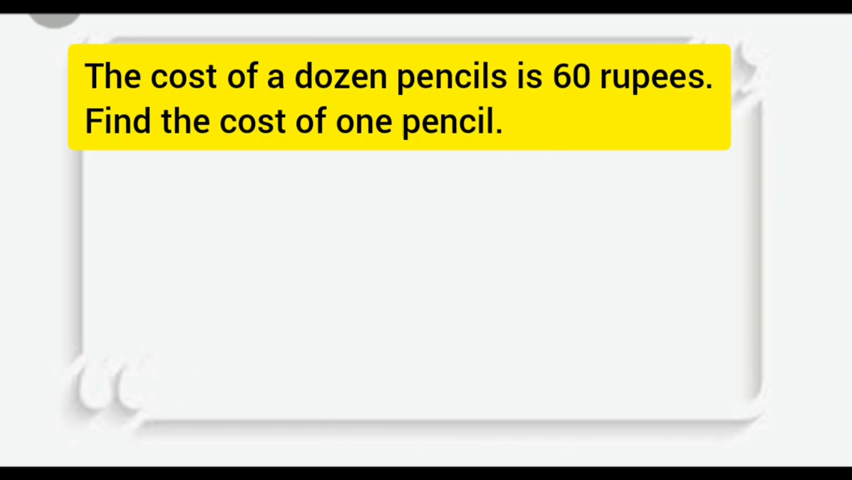 The cost of a dozen pencils is 60 rupees.
Find the cost of one pencil.